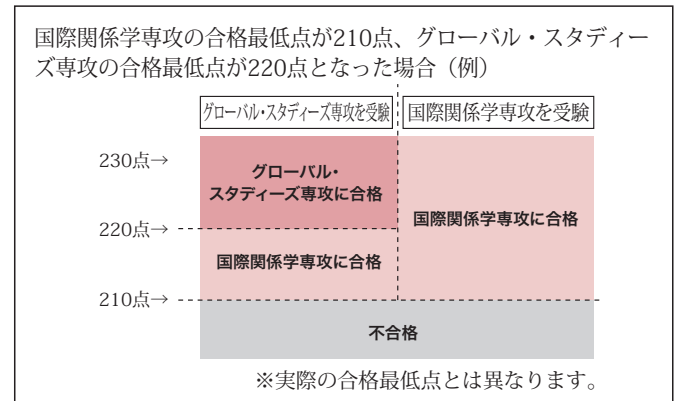 国際関係学専攻の合格最低点が210点、グローバル・スタディー
ズ専攻の合格最低点が220点となった場合（例）
グローバル・スタディーズ専攻を受験
国際関係学専攻を受験
230点→
グローバル・
スタディーズ専攻に合格
国際関係学専攻に合格
220点→
国際関係学専攻に合格
210点→
不合格
※実際の合格最低点とは異なります。